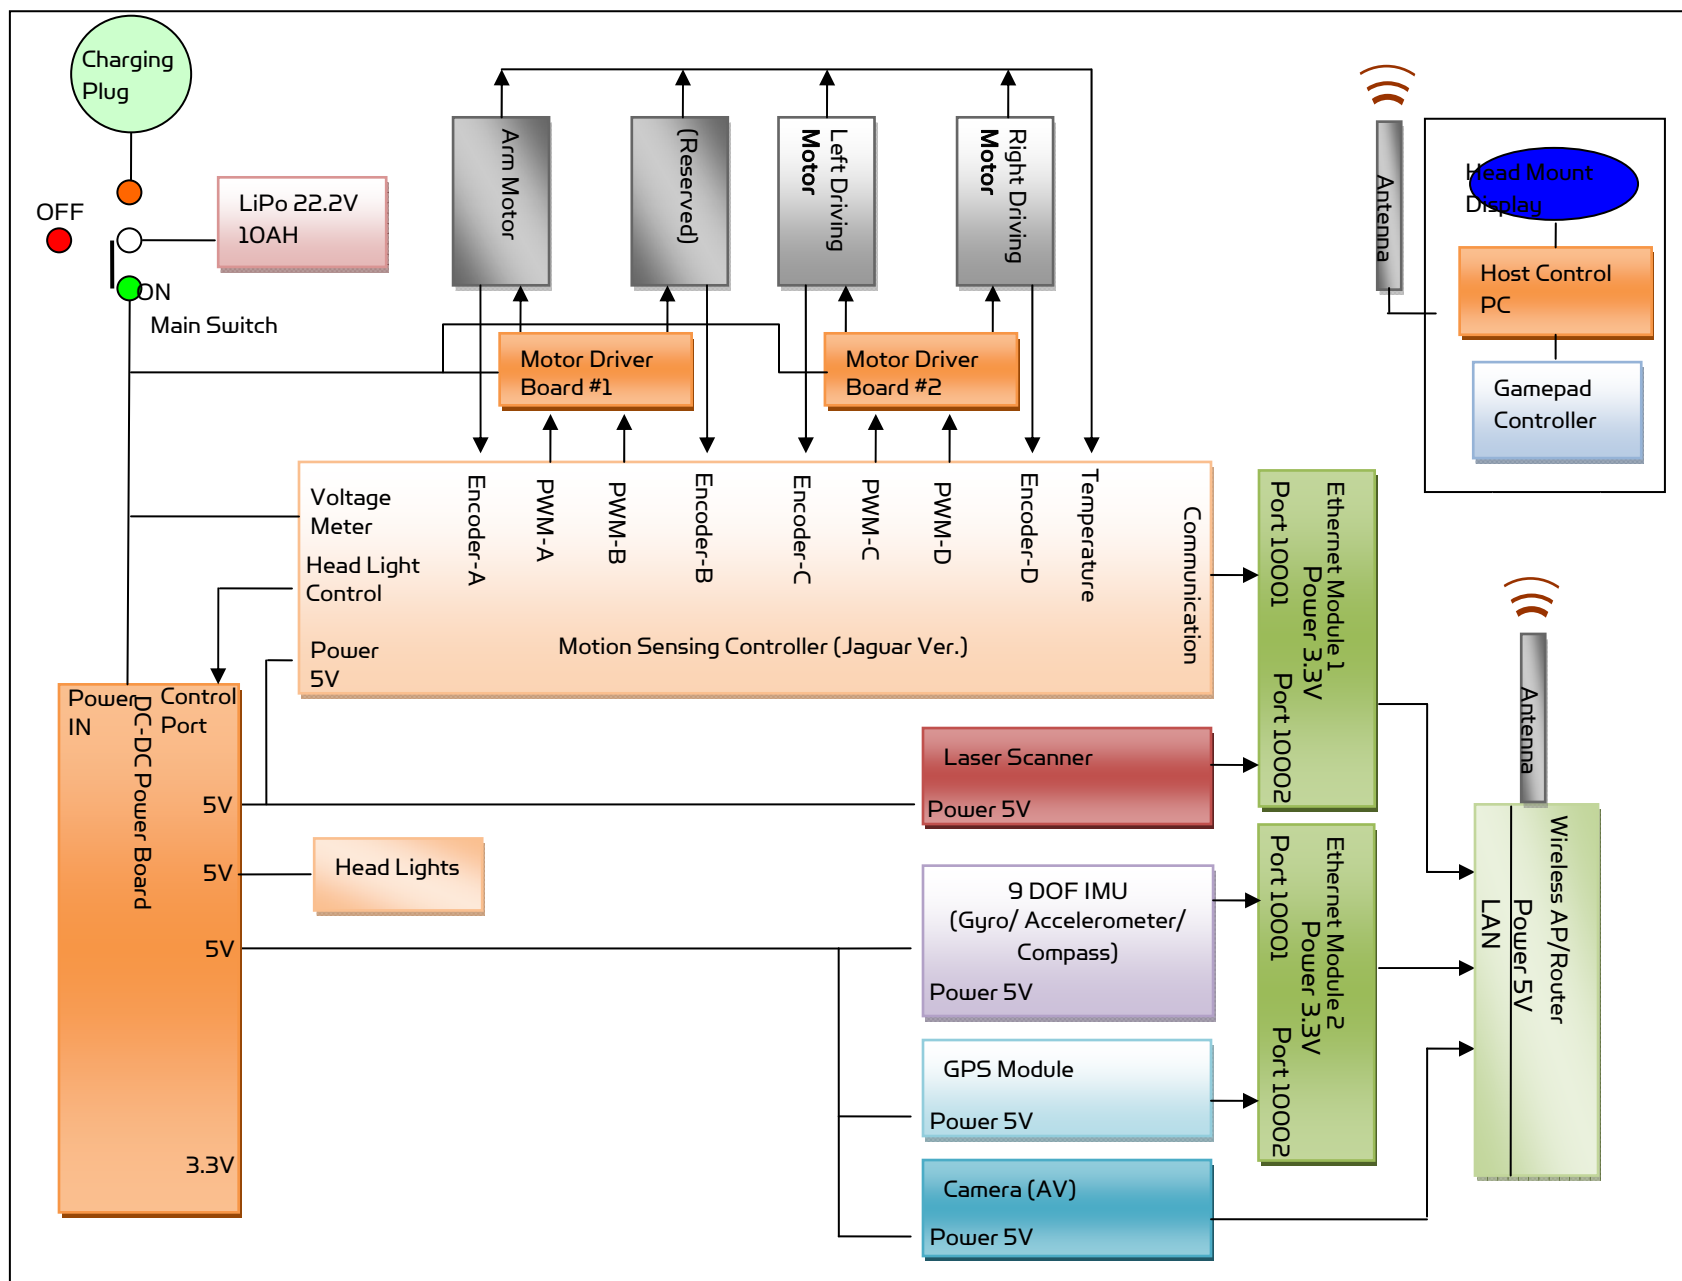 Charging
Plug
OFF
LiPo 22.2V
10AH
ON
Main Switch
Arm Motor
(Reserved)
Left Driving
Motor
Right Driving
Motor
Motor Driver
Board #1
Motor Driver
Board #2
Antenna
Head Mount
Display
Host Control
PC
Gamepad
Controller
Voltage
Meter
Head Light
Control
Power
5V
Encoder-A
PWM-A
PWM-B
Encoder-B
Encoder-C
PWM-C
PWM-D
Encoder-D
Temperature
Communication
Motion Sensing Controller (Jaguar Ver.)
Ethernet Module 1
Power 3.3V
Port 10001
Port 10002
Power
IN
DC-DC Power Board
Control
Port
5V
5V
5V
3.3V
Head Lights
Laser Scanner
Power 5V
9 DOF IMU
(Gyro/ Accelerometer/
Compass)
Power 5V
GPS Module
Power 5V
Camera (AV)
Power 5V
Ethernet Module 2
Power 3.3V
Port 10001
Port 10002
Antenna
Wireless AP/Router
Power 5V
LAN